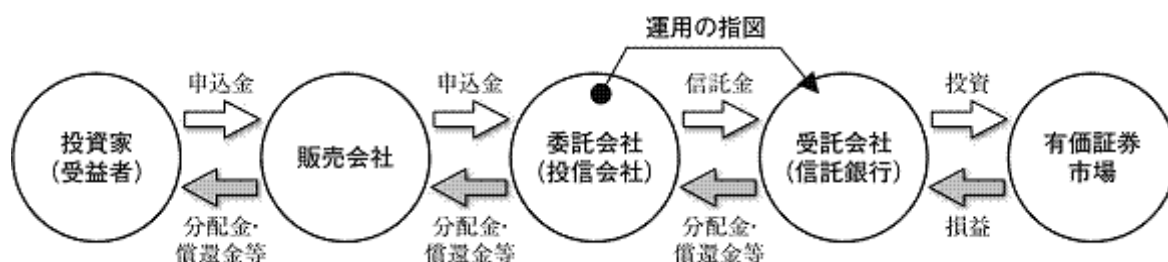 運用の指図
申込金
申込金
信託金
投資
投資家
(受益者)
販売会社
委託会社
(投信会社)
受託会社
(信託銀行)
有価証券
市場
分配金・
償還金等
分配金・
償還金等
分配金・
償還金等
損益